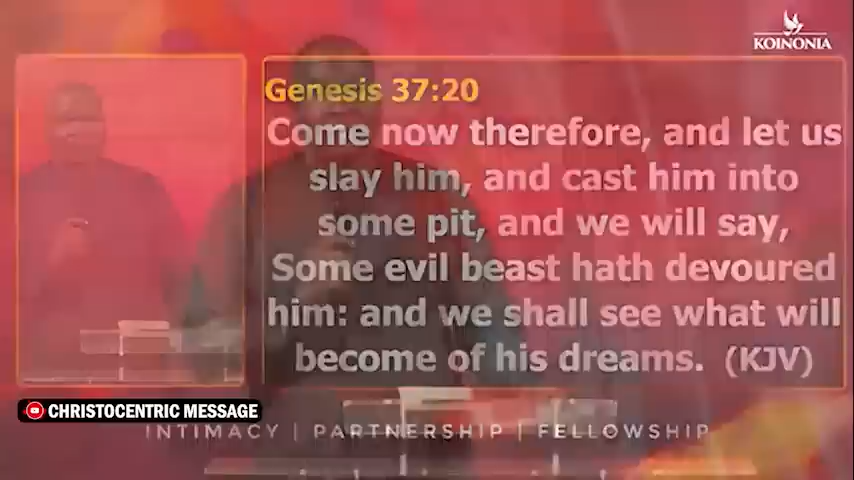 KOINONIA
Genesis 37:20
Come now therefore, and let us
slay him, and cast him into
some pit, and we will say,
Some evil beast hath devoured
him: and we shall see what will
become of his dreams. (KJV)
CHRISTOCENTRIC MESSAGE
INTIMACY | PARTNERSHIP | FELLOWSHIP